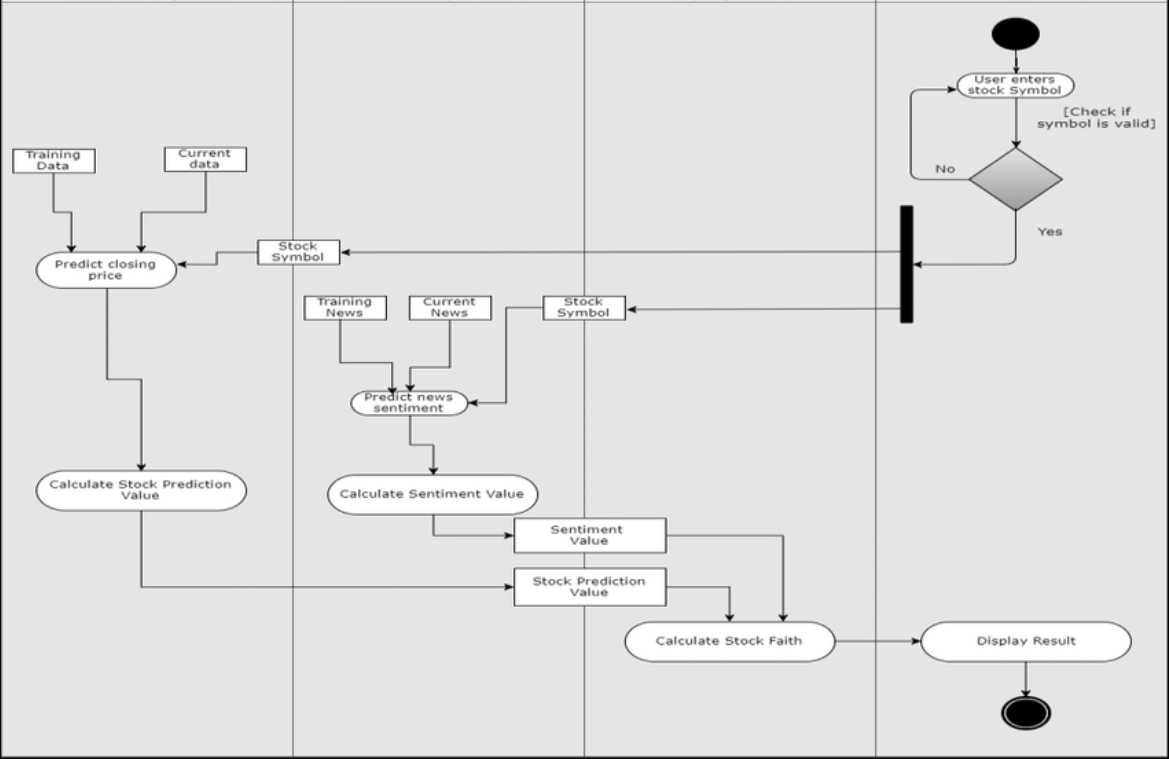 User enters
stock Symbol
[Check if
symbol is valid]
No
Yes
Training
Data
Current
data
Stock
Symbol
Predict closing
price
Training
News
Current
News
Stock
Symbol
Predict news
sentiment
Calculate Stock Prediction
Value
Calculate Sentiment Value
Sentiment
Value
Stock Prediction
Value
Calculate Stock Faith
Display Result